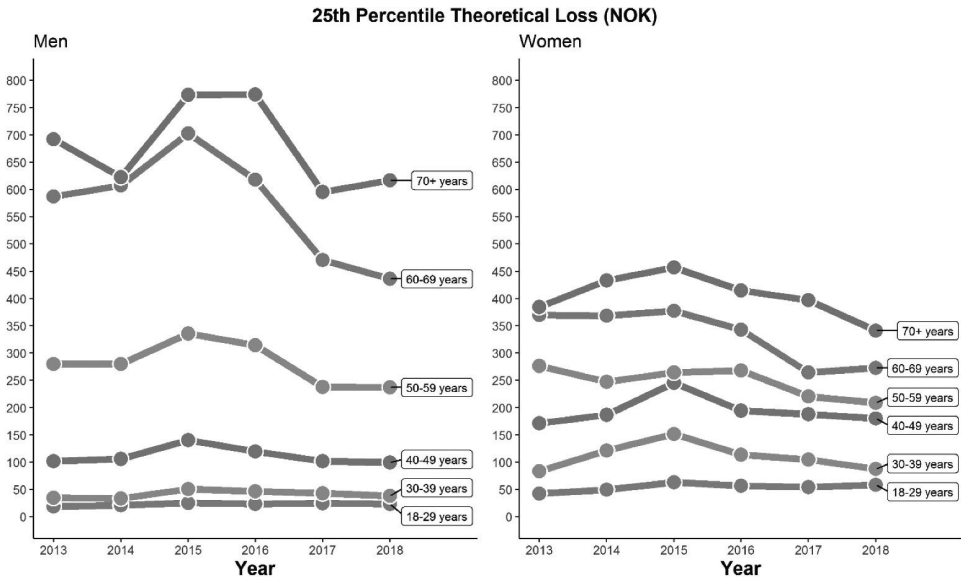 25th Percentile Theoretical Loss (NOK)
Men
800
750
700
650
600
550
500
450
400
350
300
250
200
150
100
50
0
70+ years
60-69 years
50-59 years
40-49 years
30-39 years
18-29 years
2013 2014 2015 2016 2017 2018
Year
Women
800
750
700
650
600
550
500
450
400
350
300
250
200
150
100
50
0
70+ years
60-69 years
50-59 years
40-49 years
30-39 years
18-29 years
2013 2014 2015 2016 2017 2018
Year